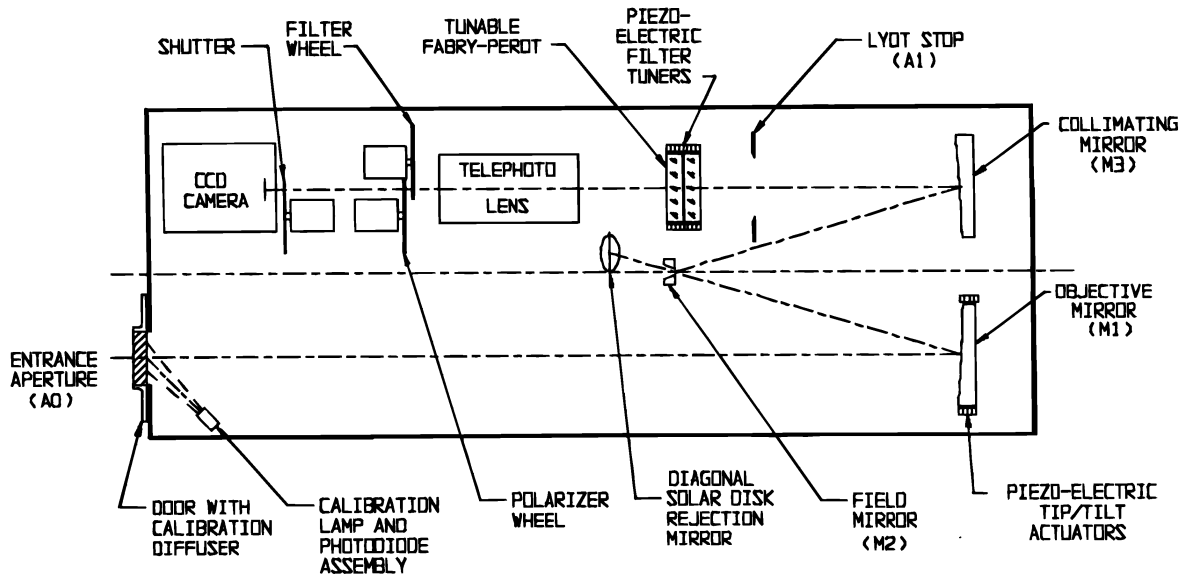 SHUTTER
FILTER
WHEEL
TUNABLE
FABRY-PEROT
PIEZO-
ELECTRIC
FILTER
TUNERS
LYOT STOP
(A1)
COLLIMATING
MIRROR
(M3)
CCD
CAMERA
TELEPHOTO
LENS
OBJECTIVE
MIRROR
(M1)
ENTRANCE
APERTURE
(A0)
DOOR WITH
CALIBRATION
DIFFUSER
CALIBRATION
LAMP AND
PHOTODIODE
ASSEMBLY
POLARIZER
WHEEL
DIAGONAL
SOLAR DISK
REJECTION
MIRROR
FIELD
MIRROR
(M2)
PIEZO-ELECTRIC
TIP/TILT
ACTUATORS